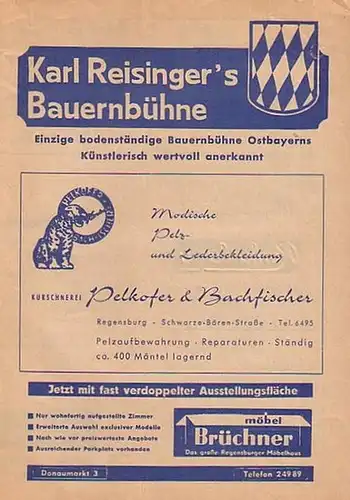 Karl Reisinger's
Bauernbühne
Einzige bodenständige Bauernbühne Ostbayerns
Künstlerisch wertvoll anerkannt
PELKOFER
Modische
Pelz-
und Lederbekleidung
KÜRSCHNEREI Pelkofer & Bachfischer
Regensburg - Schwarze-Bären-Straße - Tel. 6495
Pelzaufbewahrung · Reparaturen · Ständig
ca. 400 Mäntel lagernd
Jetzt mit fast verdoppelter Ausstellungsfläche
Nur wohnfertig aufgestellte Zimmer
Erweiterte Auswahl exclusiver Modelle
Nach wie vor preiswerteste Angebote
Ausreichender Parkplatz vorhanden
möbel
Brüchner
Das große Regensburger Möbelhaus
Donaumarkt 3
Telefon 24989